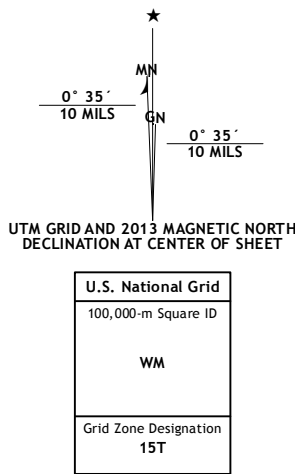 ★
MN
0° 35´
10 MILS
GN
0° 35´
10 MILS
UTM GRID AND 2013 MAGNETIC NORTH
DECLINATION AT CENTER OF SHEET
U.S. National Grid
100,000-m Square ID
WM
Grid Zone Designation
15T